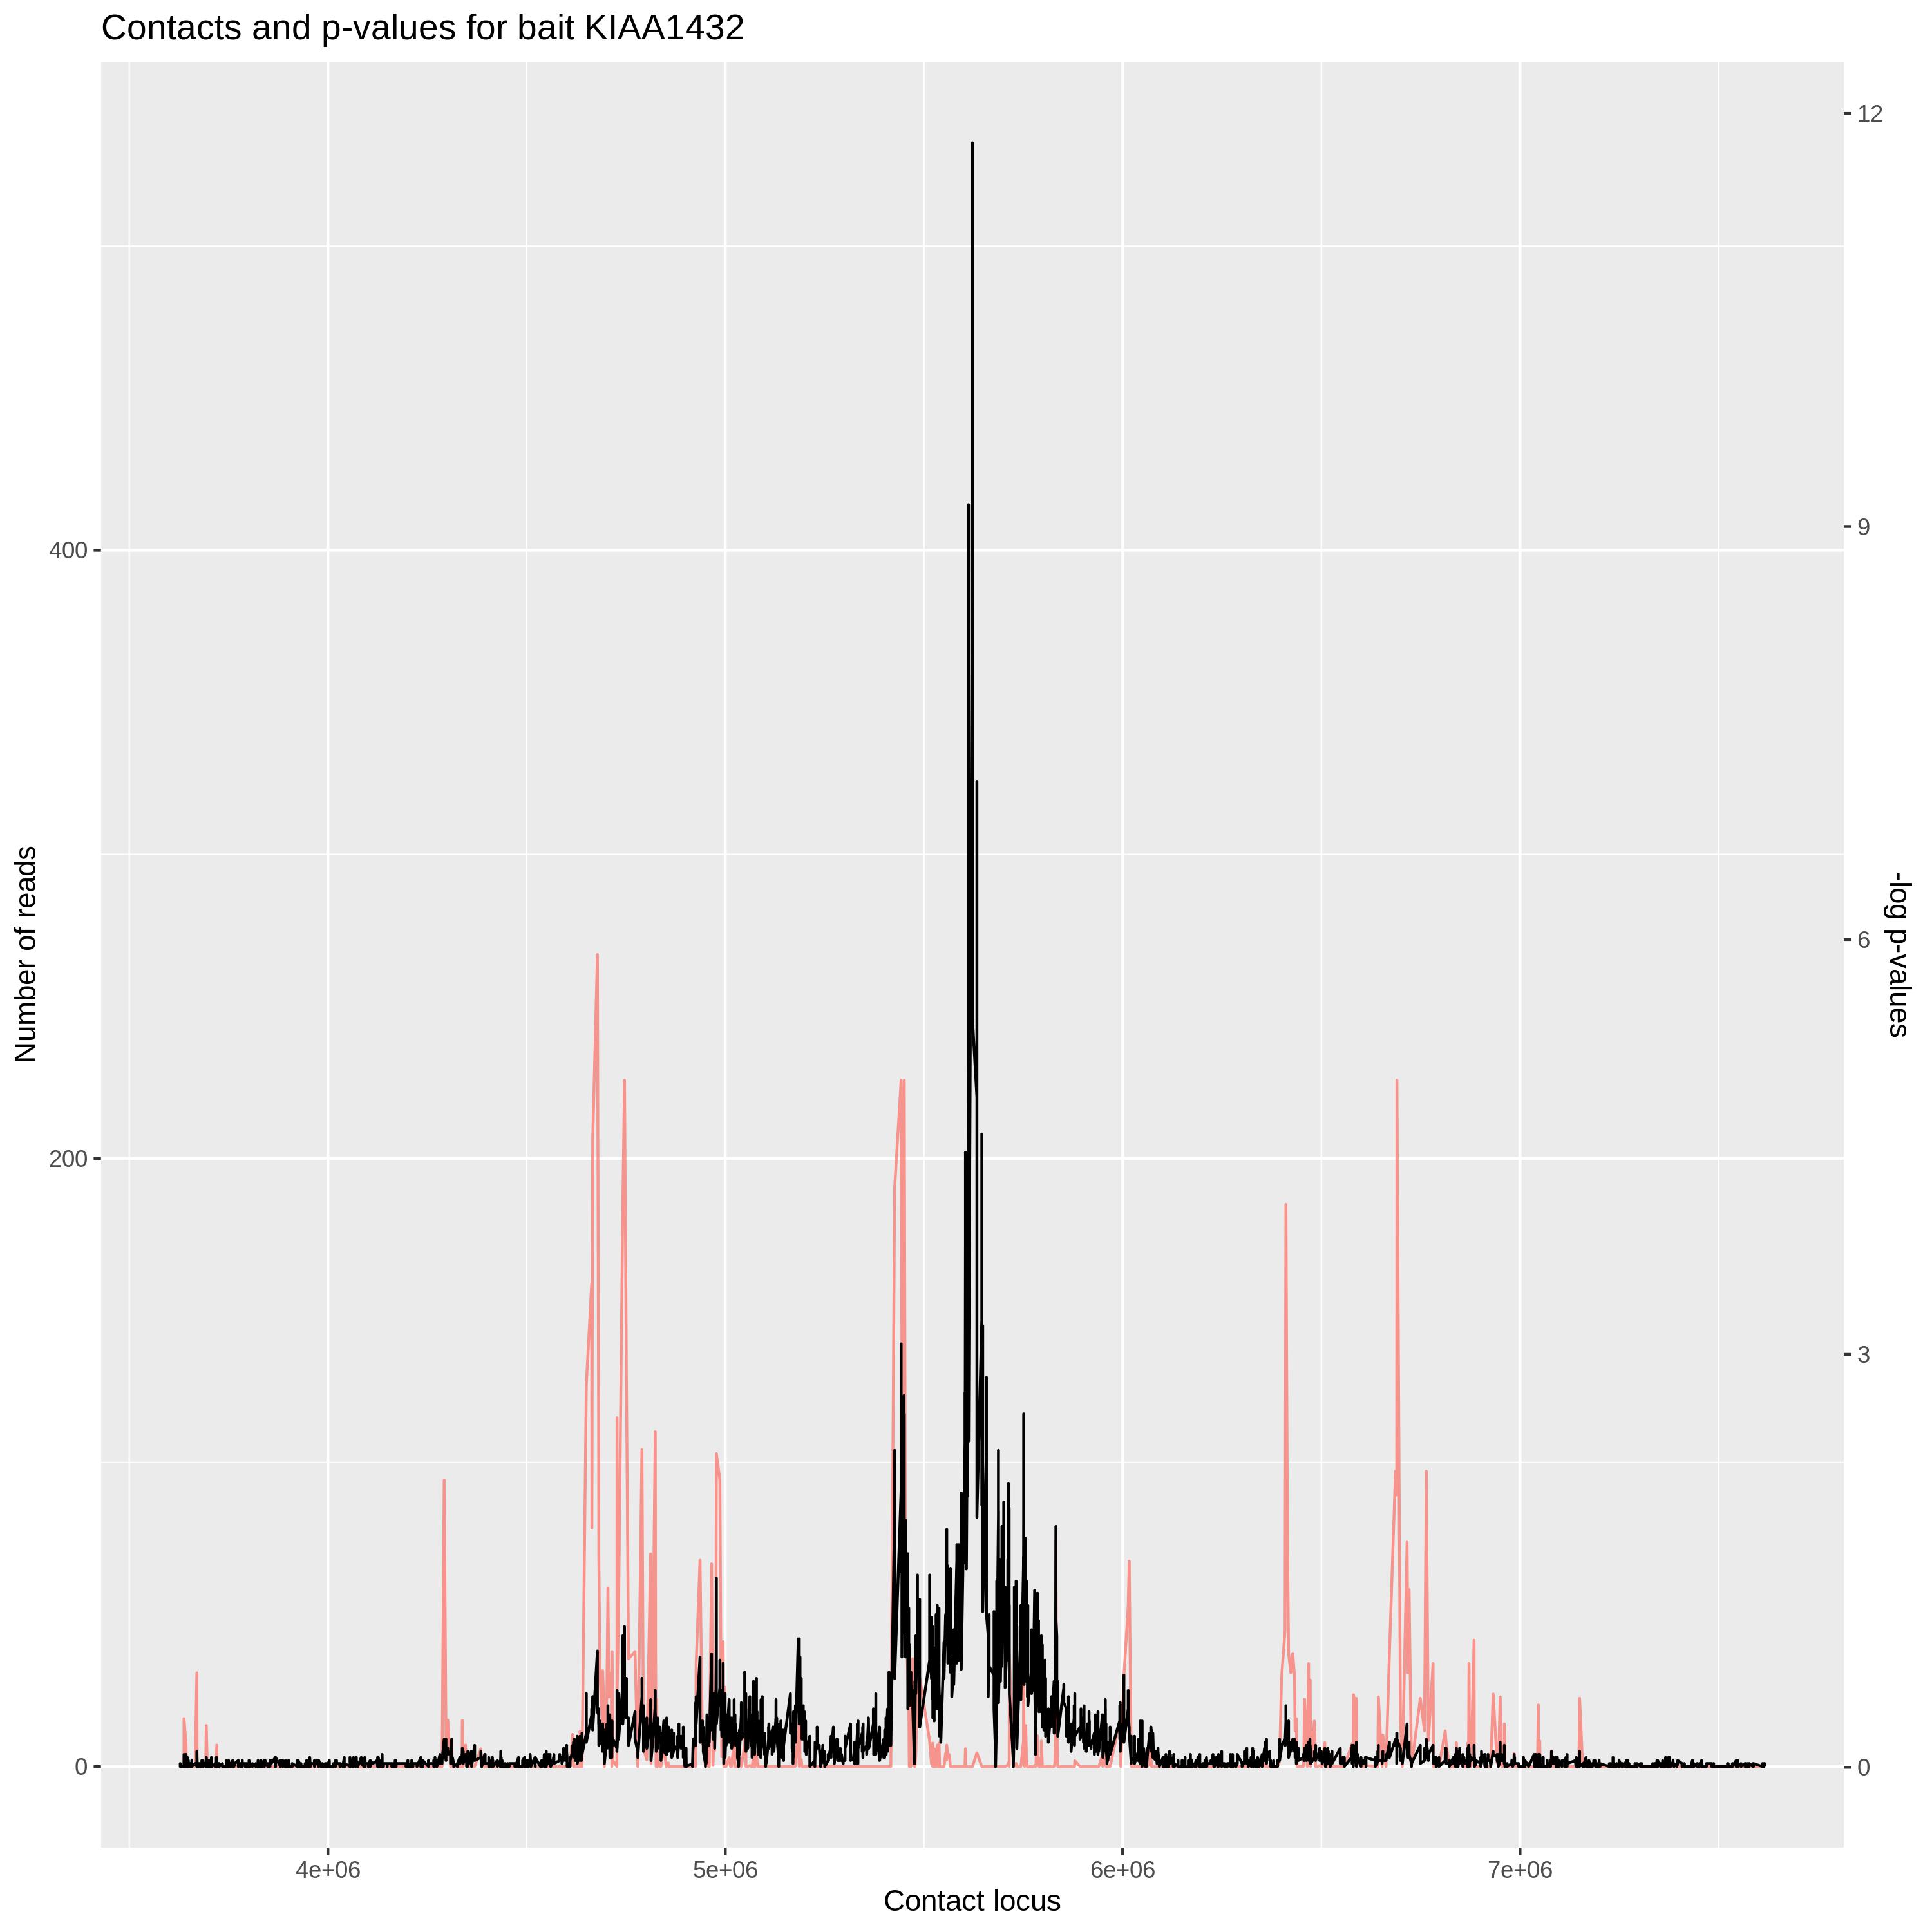 Contacts and p-values for bait KIAA1432
12
400
9
Number of reads
6
-log p-values
200
3
0
0
4e+06
5e+06
6e+06
7e+06
Contact locus